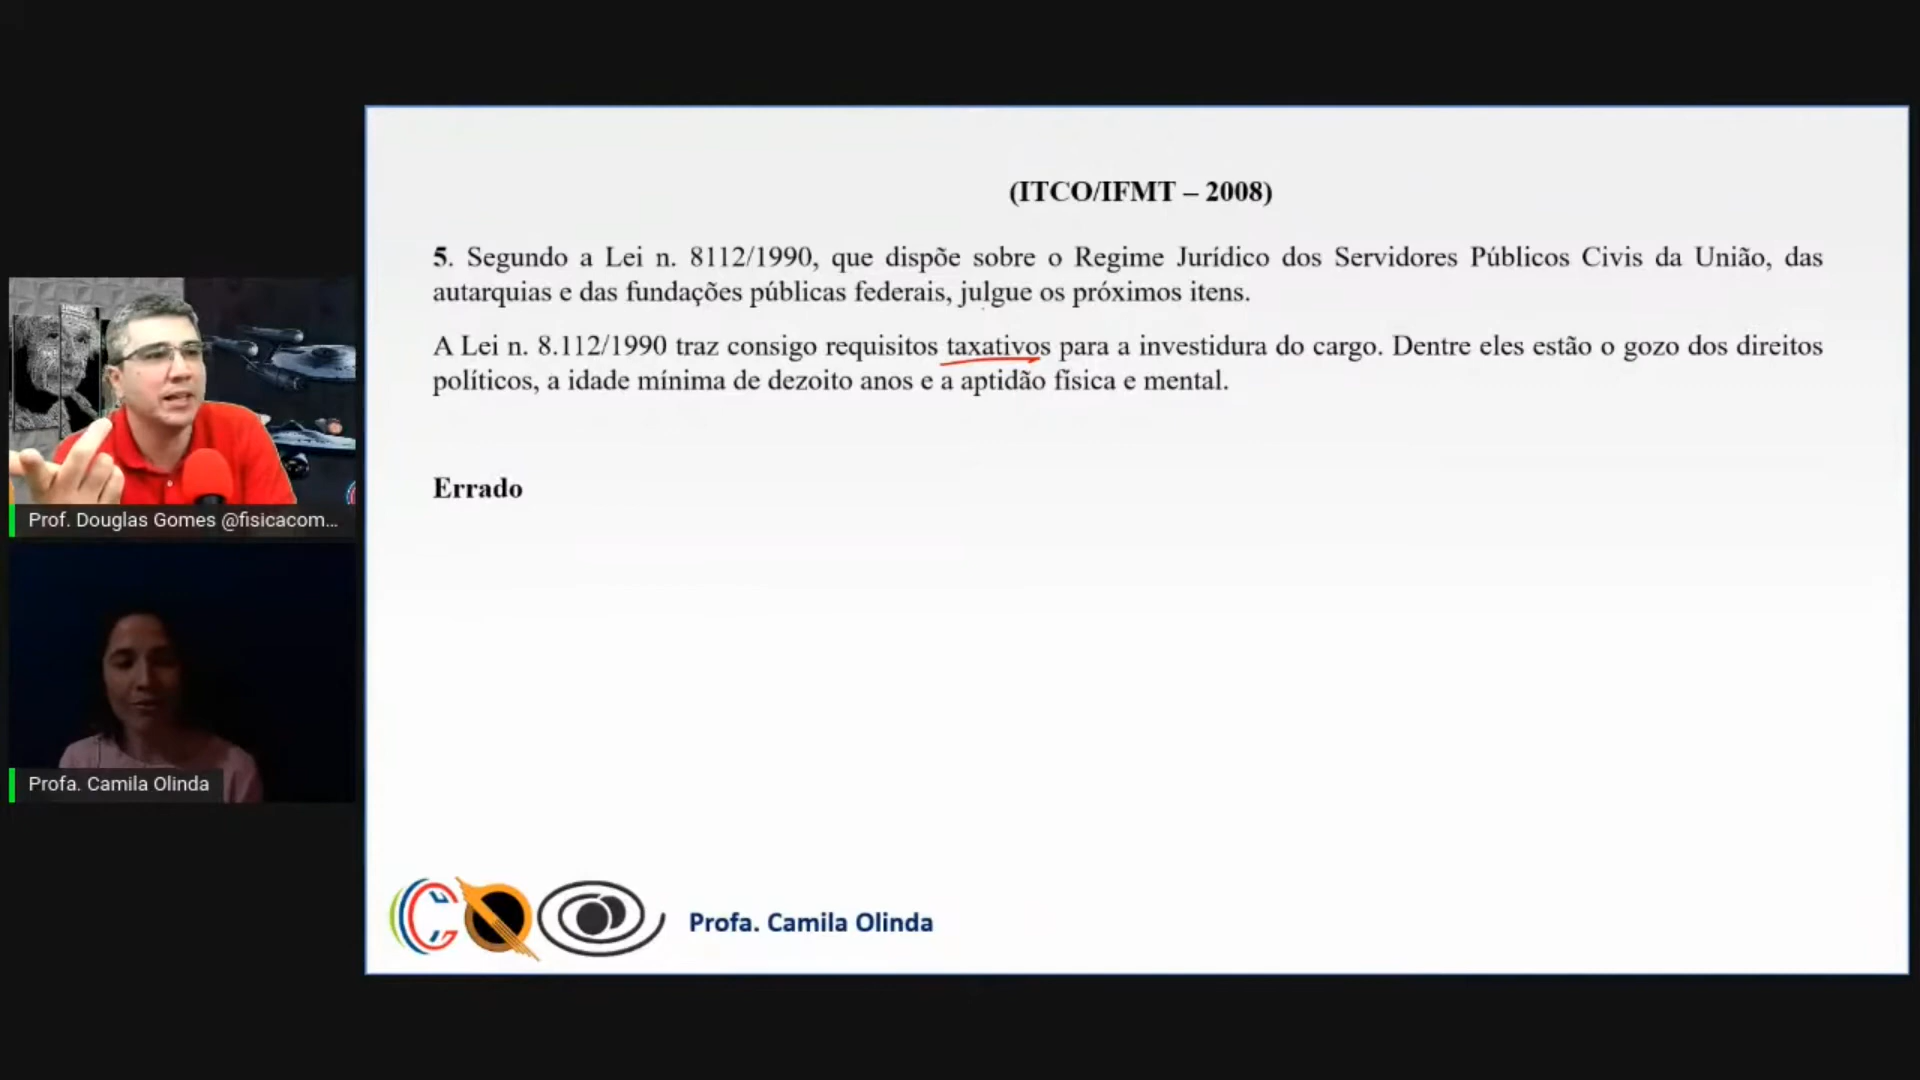 (ITCO/IFMT – 2008)
5. Segundo a Lei n. 8112/1990, que dispõe sobre o Regime Jurídico dos Servidores Públicos Civis da União, das
autarquias e das fundações públicas federais, julgue os próximos itens.
A Lei n. 8.112/1990 traz consigo requisitos taxativos para a investidura do cargo. Dentre eles estão o gozo dos direitos
políticos, a idade mínima de dezoito anos e a aptidão física e mental.
Errado
Prof. Douglas Gomes @fisicacom...
Profa. Camila Olinda
Profa. Camila Olinda